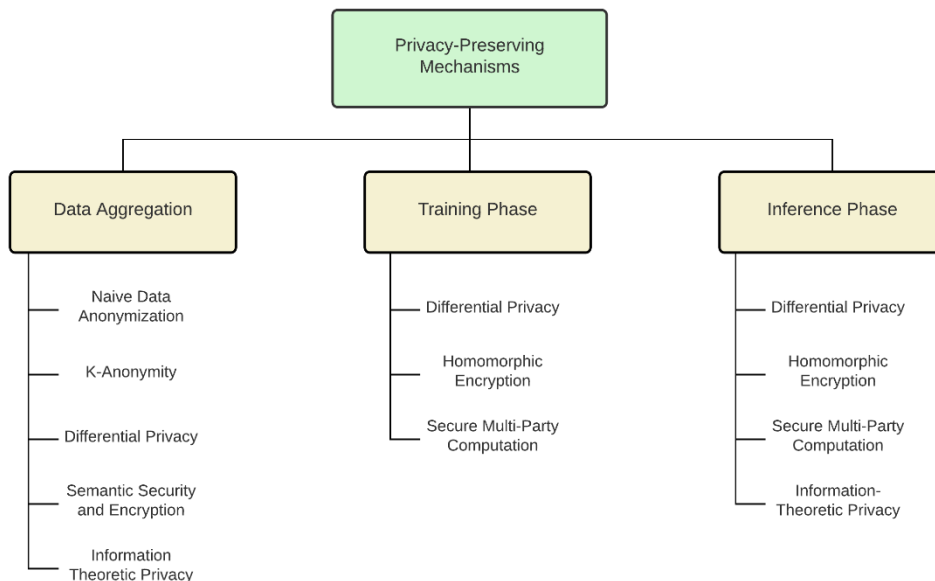 Privacy-Preserving
Mechanisms
Data Aggregation
Naive Data
Anonymization
K-Anonymity
Differential Privacy
Semantic Security
and Encryption
Information
Theoretic Privacy
Training Phase
Differential Privacy
Homomorphic
Encryption
Secure Multi-Party
Computation
Inference Phase
Differential Privacy
Homomorphic
Encryption
Secure Multi-Party
Computation
Information-
Theoretic Privacy